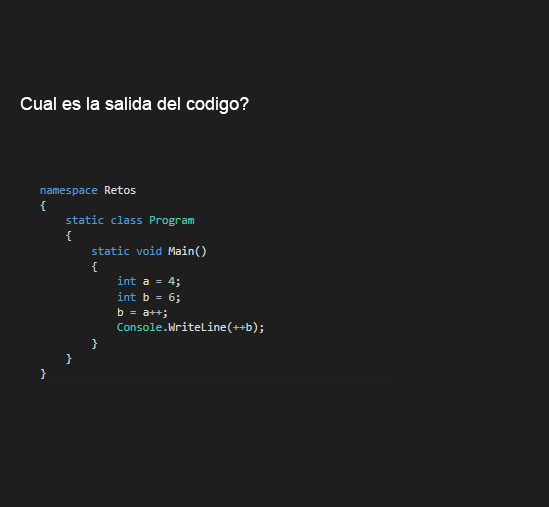 Cual es la salida del codigo?
namespace Retos
{
    static class Program
    {
        static void Main()
        {
            int a = 4;
            int b = 6;
            b = a++;
            Console.WriteLine(++b);
        }
    }
}